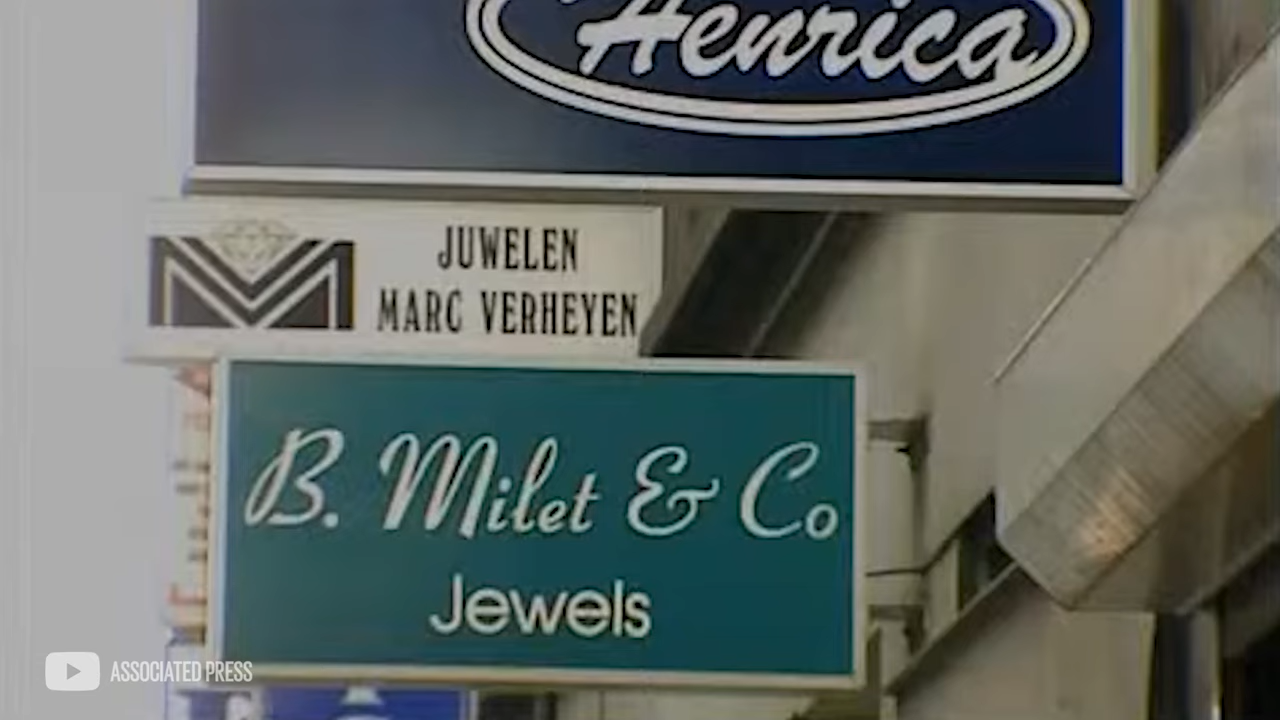 Henrica
JUWELEN
MARC VERHEYEN
B. Milet & Co
Jewels
ASSOCIATED PRESS